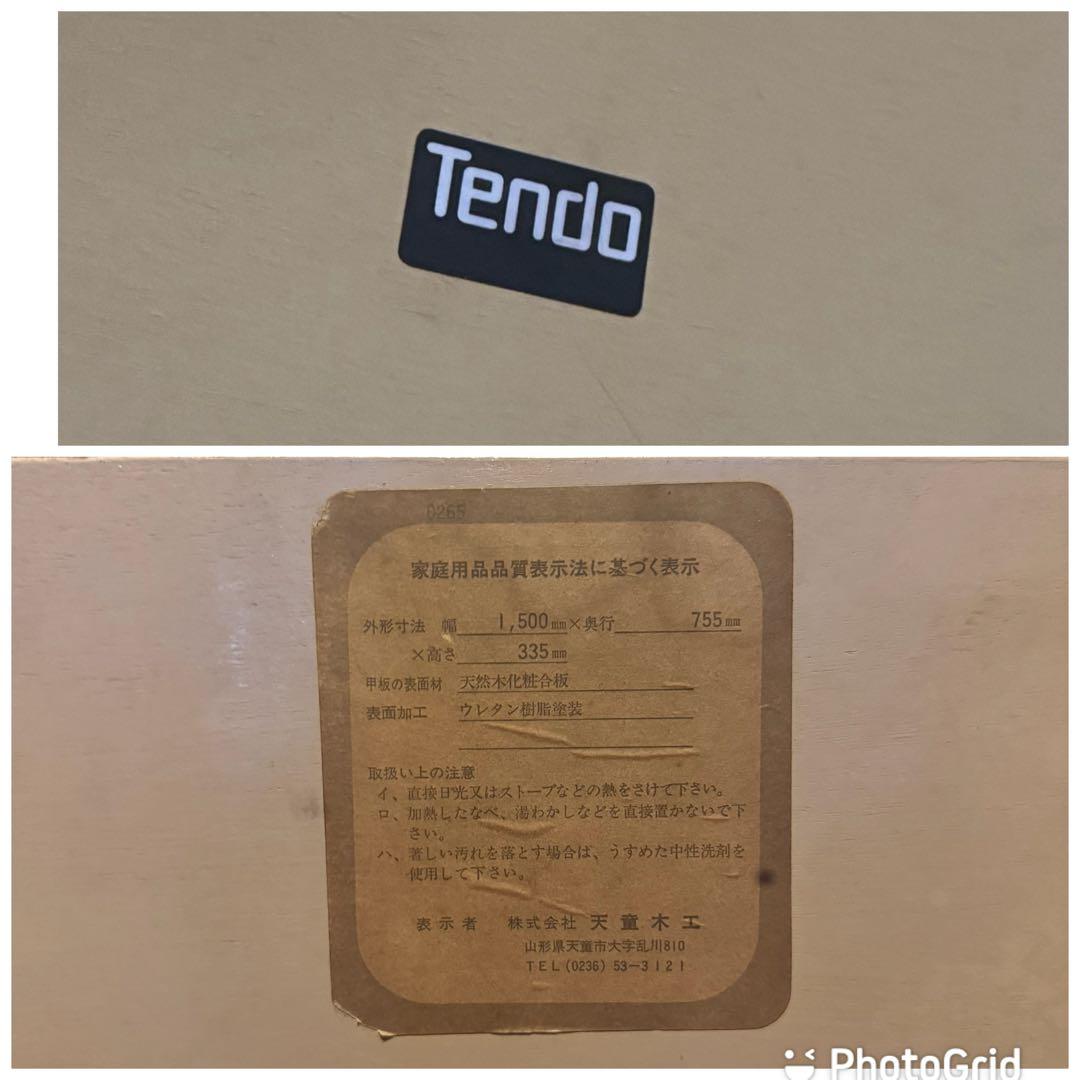 Tendo
0265
家庭用品品質表示法に基づく表示
外形寸法 幅 1,500mm×奥行 755mm
×高さ 335mm
甲板の表面材 天然木化粧合板
表面加工 ウレタン樹脂塗装
取扱い上の注意
イ、直接日光又はストーブなどの熱をさけて下さい。
ロ、加熱したなべ、湯わかしなどを直接置かないで下
さい。
ハ、著しい汚れを落とす場合は、うすめた中性洗剤を
使用して下さい。
表示者 株式会社 天童木工
山形県天童市大字乱川810
TEL(0236)53-3121
PhotoGrid